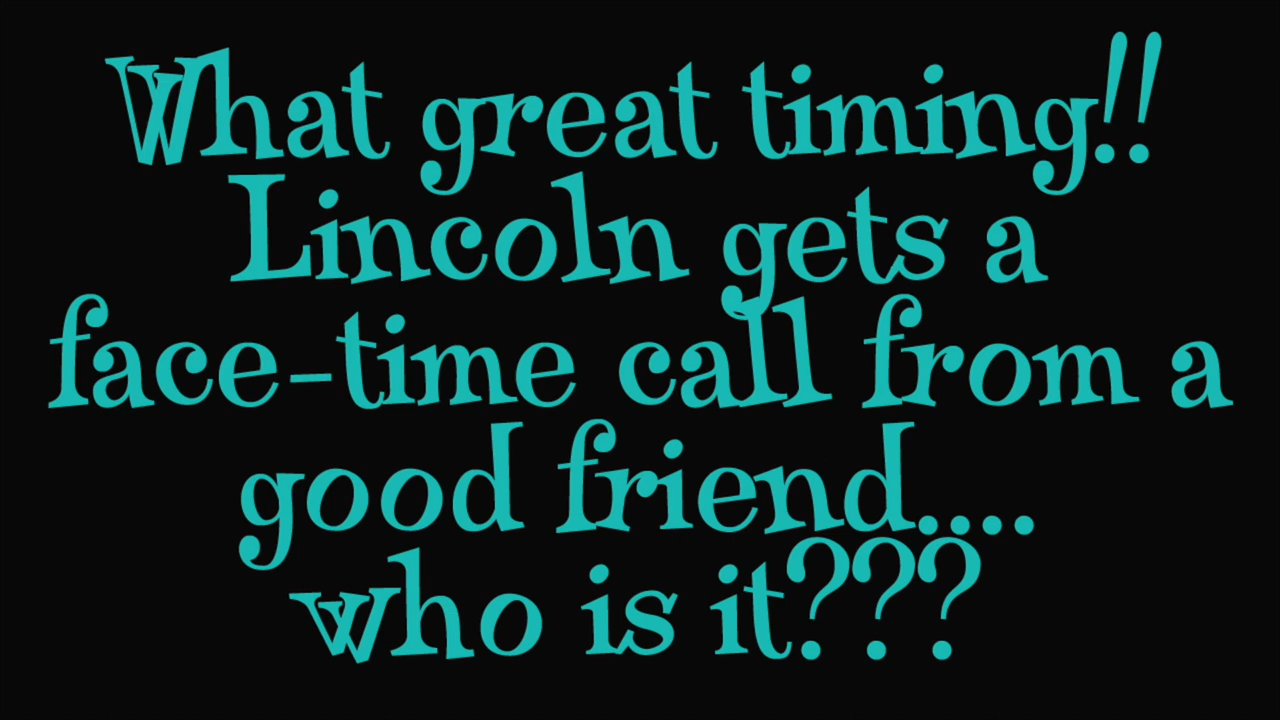 What great timing!!
Lincoln gets a
face-time call from a
good friend....
who is it???